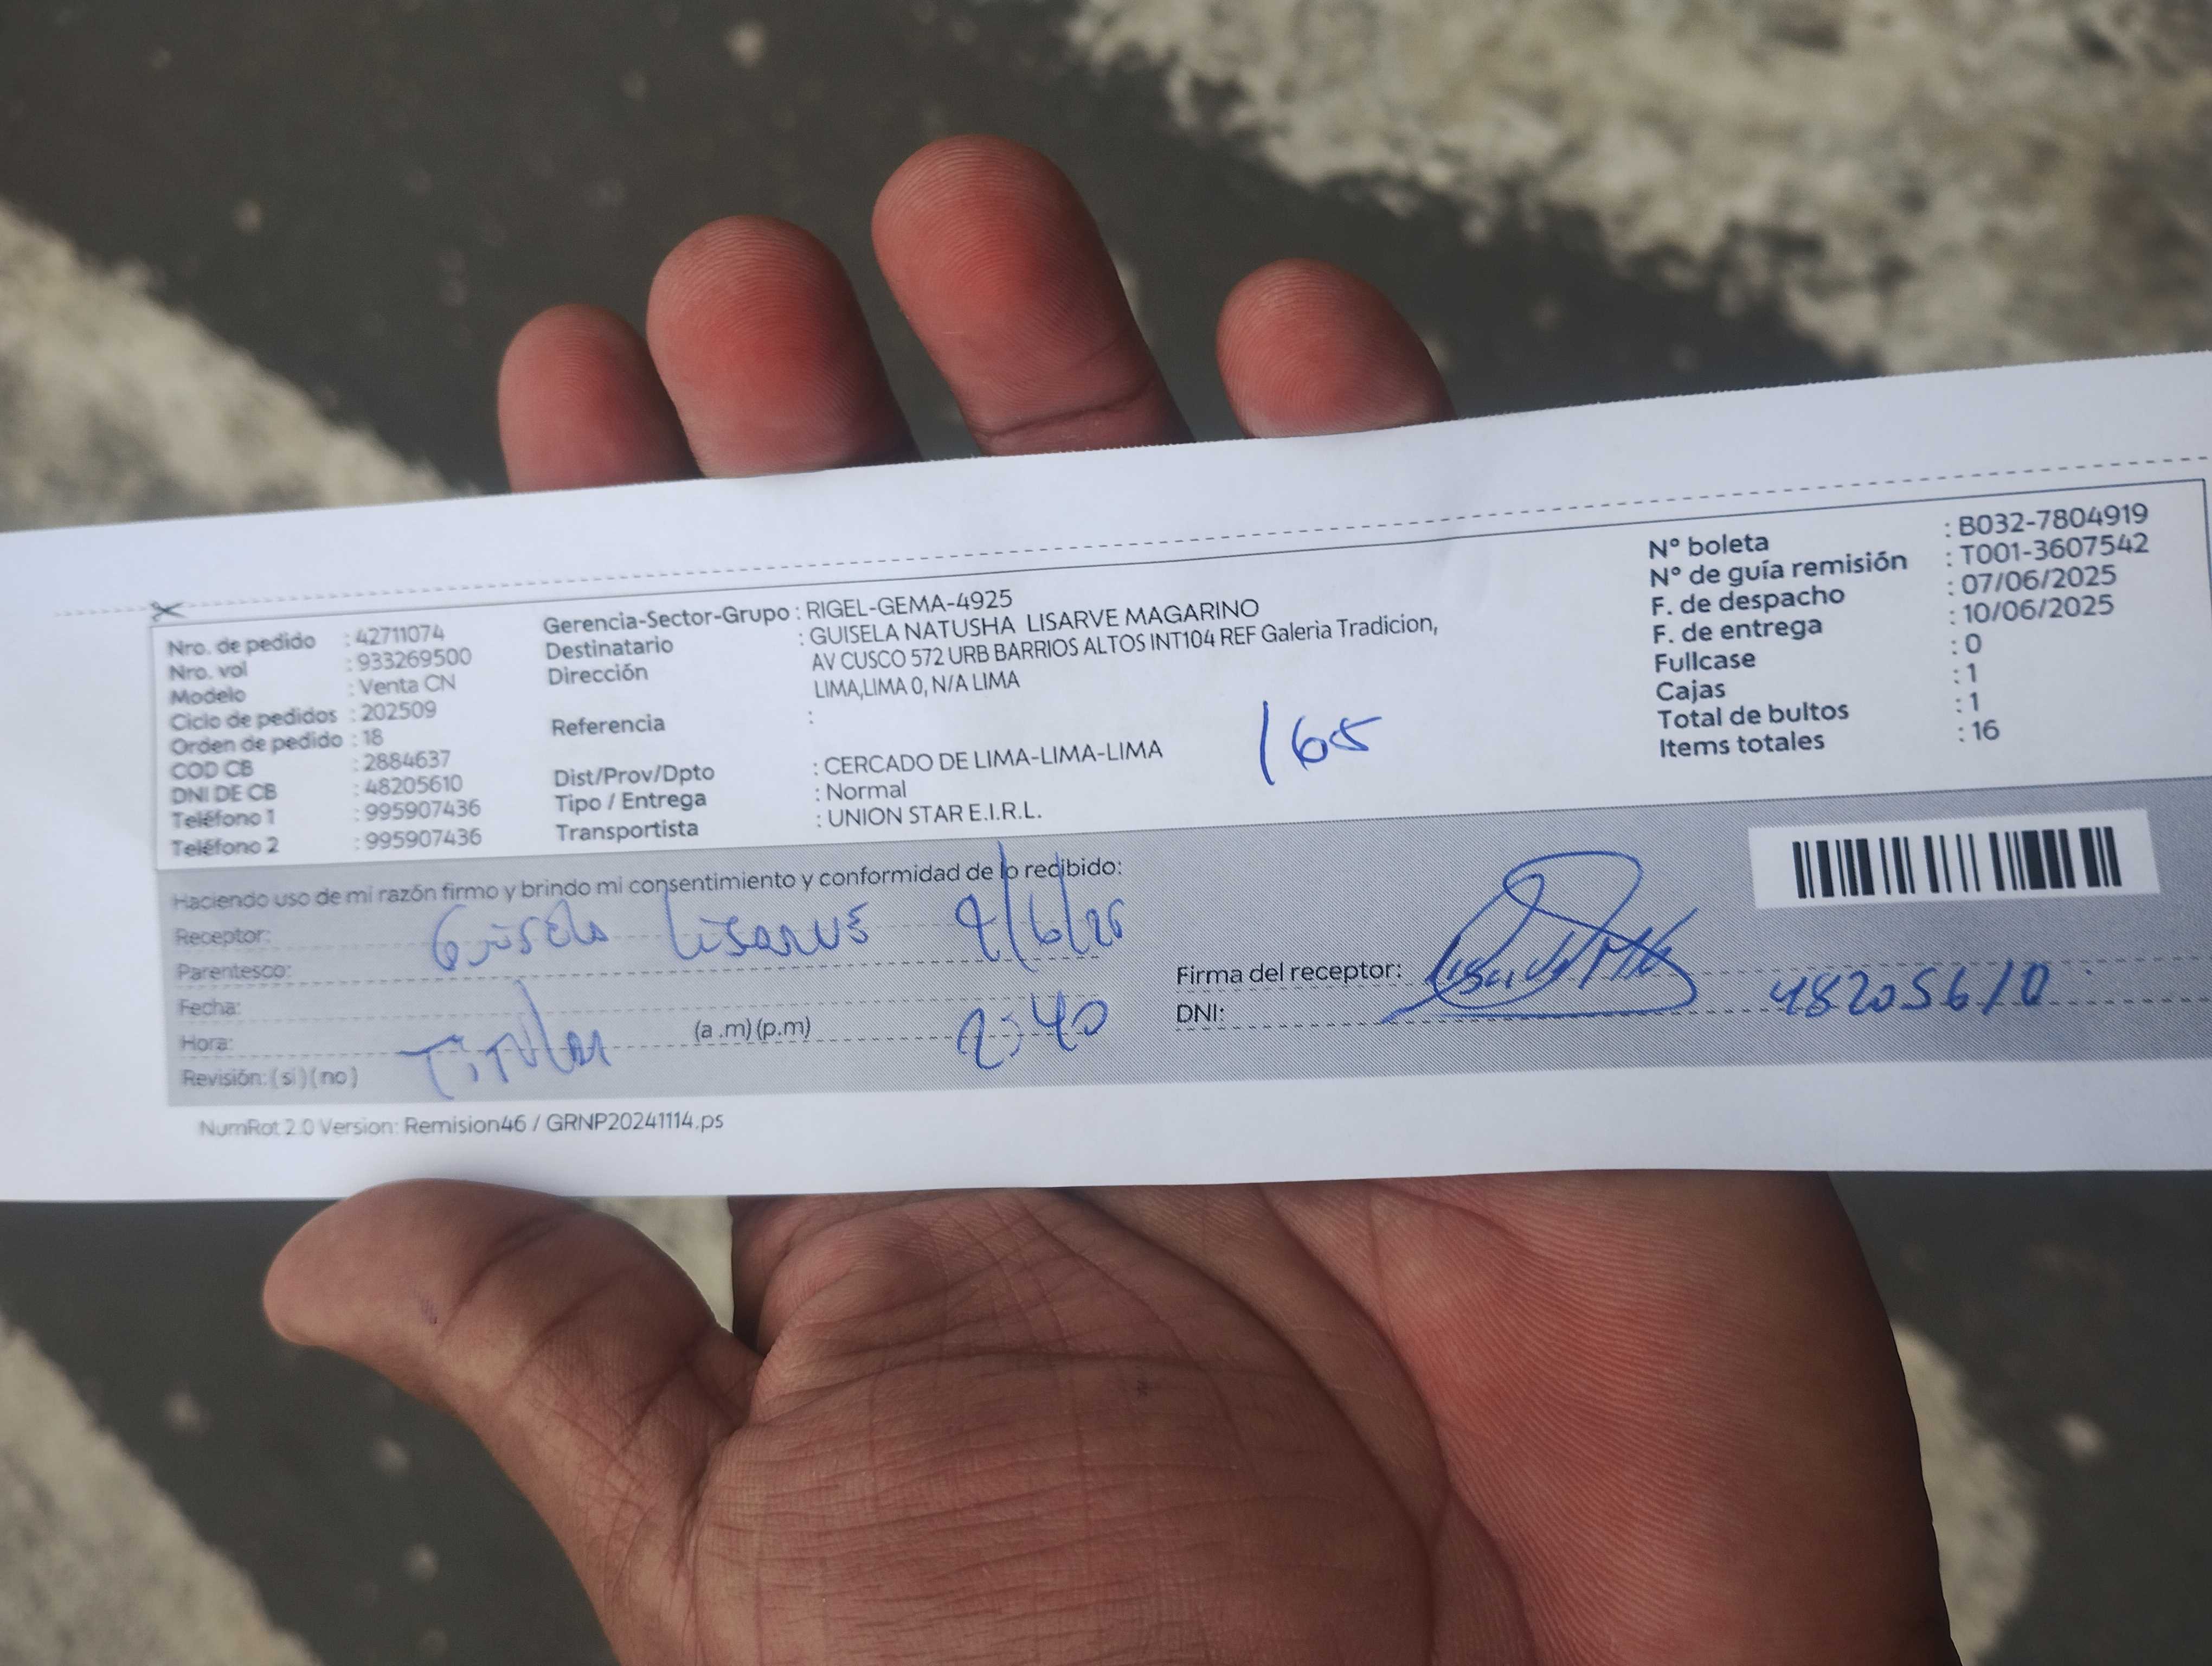 Nro. de pedido : 42711074
Nro. vol : 933269500
Modelo : Venta CN
Ciclo de pedidos : 202509
Orden de pedido : 18
COD CB : 2884637
DNI DE CB : 48205610
Teléfono 1 : 995907436
Teléfono 2 : 995907436
Gerencia-Sector-Grupo : RIGEL-GEMA-4925
Destinatario : GUISELA NATUSHA LISARVE MAGARINO
Dirección AV CUSCO 572 URB BARRIOS ALTOS INT104 REF Galeria Tradicion,
LIMA,LIMA 0, N/A LIMA
Referencia :
Dist/Prov/Dpto : CERCADO DE LIMA-LIMA-LIMA
Tipo / Entrega : Normal
Transportista : UNION STAR E.I.R.L.
165
N° boleta : B032-7804919
N° de guía remisión : T001-3607542
F. de despacho : 07/06/2025
F. de entrega : 10/06/2025
Fullcase : 0
Cajas : 1
Total de bultos : 1
Items totales : 16
Haciendo uso de mi razón firmo y brindo mi consentimiento y conformidad de lo recibido:
Receptor: Guisela Lisarve
Parentesco:
Fecha:
Hora: Titular (a.m) (p.m) 2:40
Revisión: (si) (no)
Firma del receptor:
DNI: 48205610
NumRot 2.0 Version: Remision46 / GRNP20241114.ps